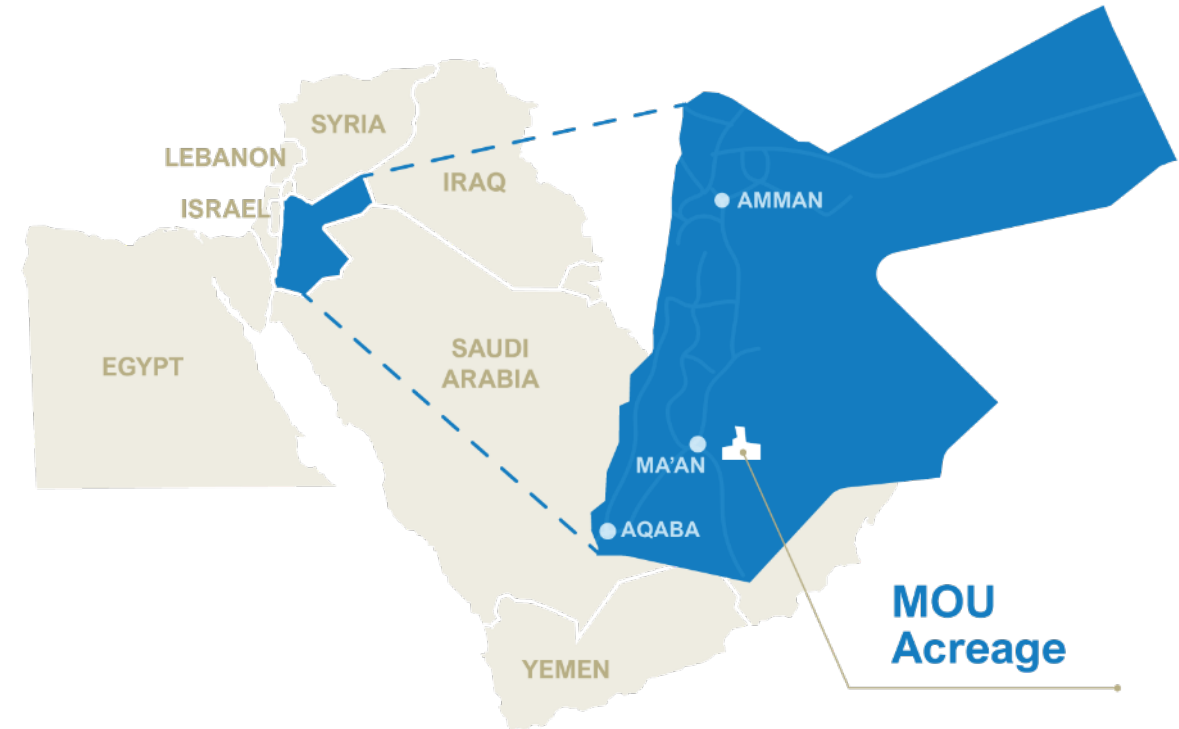 SYRIA
LEBANON
IRAQ
ISRAEL
AMMAN
EGYPT
SAUDI
ARABIA
MA'AN
AQABA
MOU
Acreage
YEMEN